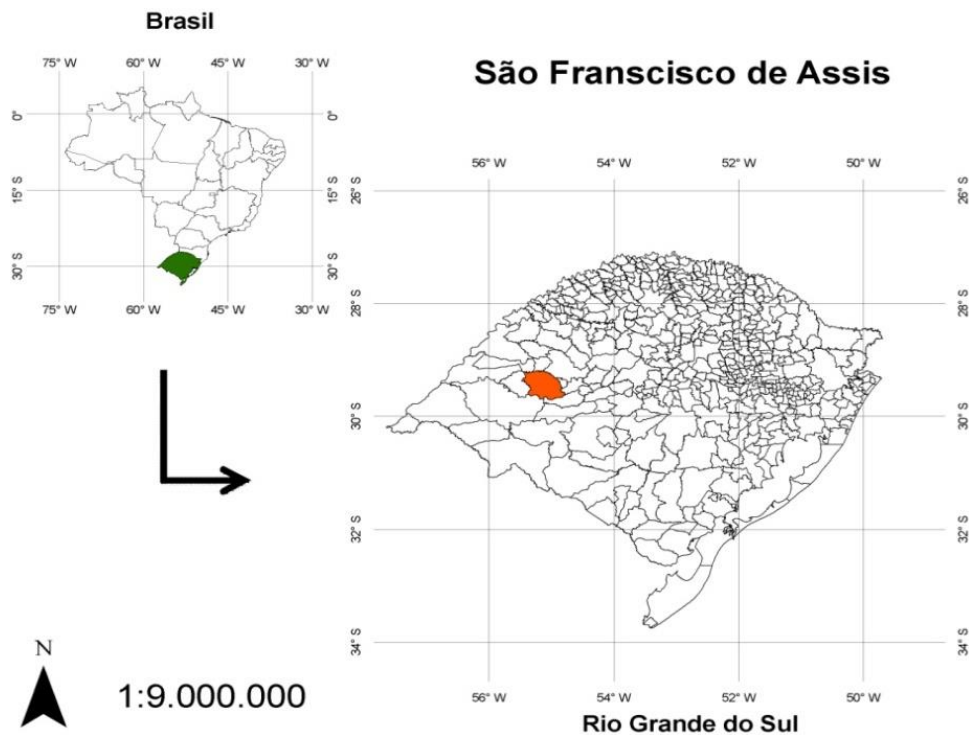 Brasil
75° W 60° W 45° W 30° W
0° 0°
15° S 15° S
30° S 30° S
75° W 60° W 45° W 30° W
São Franscisco de Assis
56° W 54° W 52° W 50° W
26° S 26° S
28° S 28° S
30° S 30° S
32° S 32° S
34° S 34° S
56° W 54° W 52° W 50° W
Rio Grande do Sul
N
1:9.000.000